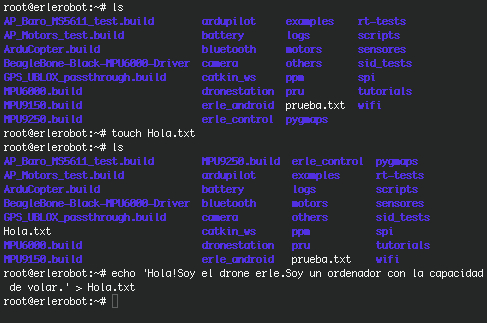 root@erlerobot:~# ls
AP_Baro_MS5611_test.build ardupilot examples rt-tests
AP_Motors_test.build battery logs scripts
ArduCopter.build bluetooth motors sensores
BeagleBone-Black-MPU6000-Driver camera others sid_tests
GPS_UBLOX_passthrough.build catkin_ws ppm spi
MPU6000.build dronestation pru tutorials
MPU9150.build erle_android prueba.txt wifi
MPU9250.build erle_control pygmaps
root@erlerobot:~# touch Hola.txt
root@erlerobot:~# ls
AP_Baro_MS5611_test.build MPU9250.build erle_control pygmaps
AP_Motors_test.build ardupilot examples rt-tests
ArduCopter.build battery logs scripts
BeagleBone-Black-MPU6000-Driver bluetooth motors sensores
GPS_UBLOX_passthrough.build camera others sid_tests
Hola.txt catkin_ws ppm spi
MPU6000.build dronestation pru tutorials
MPU9150.build erle_android prueba.txt wifi
root@erlerobot:~# echo 'Hola!Soy el drone erle.Soy un ordenador con la capacidad
de volar.' > Hola.txt
root@erlerobot:~#